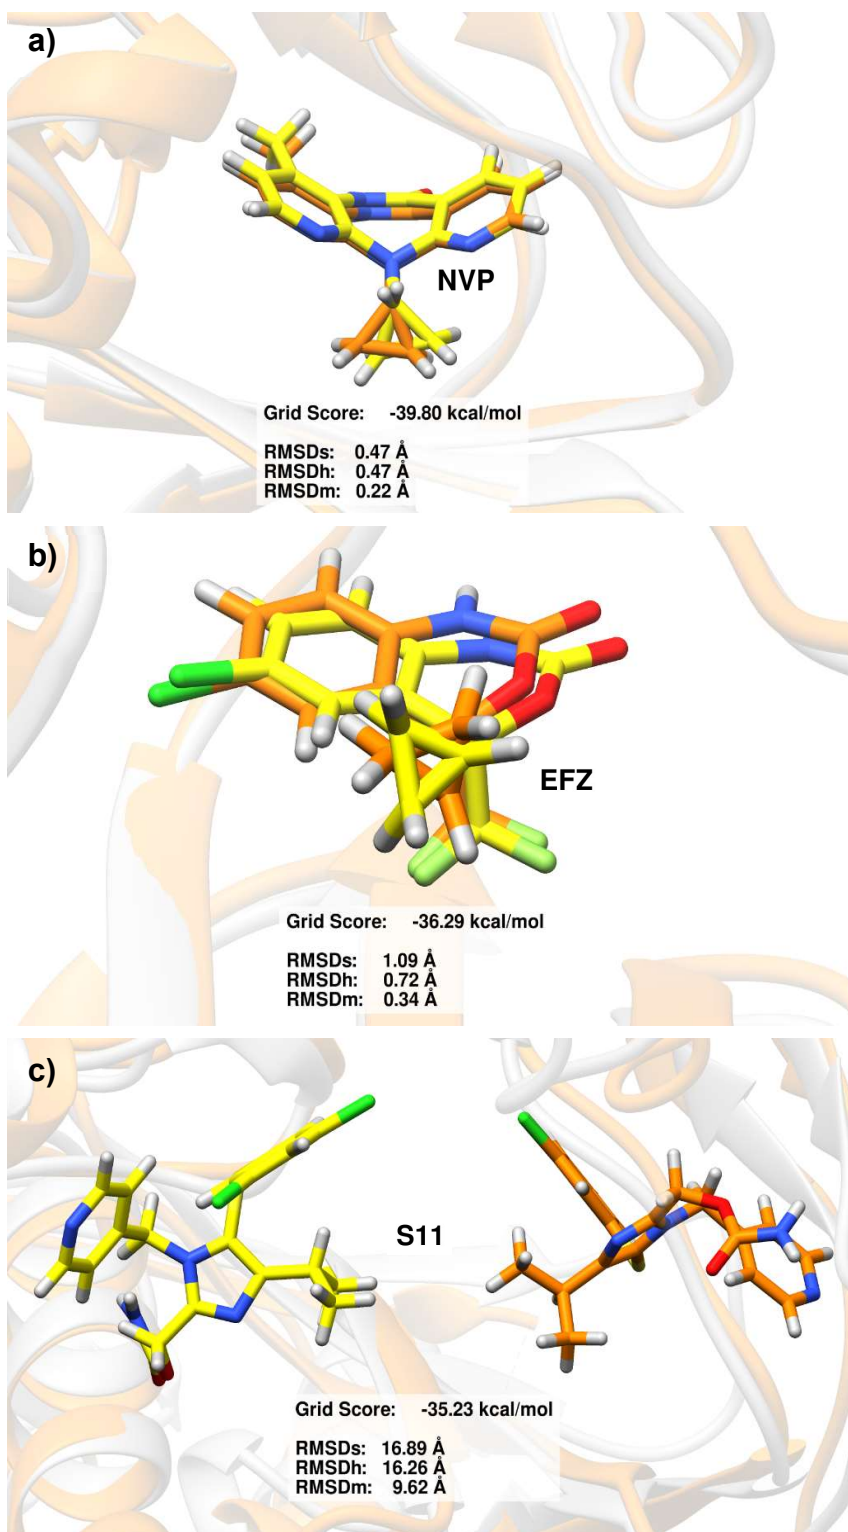 a)
NVP
Grid Score: -39.80 kcal/mol
RMSDs: 0.47 Å
RMSDh: 0.47 Å
RMSDm: 0.22 Å
b)
EFZ
Grid Score: -36.29 kcal/mol
RMSDs: 1.09 Å
RMSDh: 0.72 Å
RMSDm: 0.34 Å
c)
S11
Grid Score: -35.23 kcal/mol
RMSDs: 16.89 Å
RMSDh: 16.26 Å
RMSDm: 9.62 Å